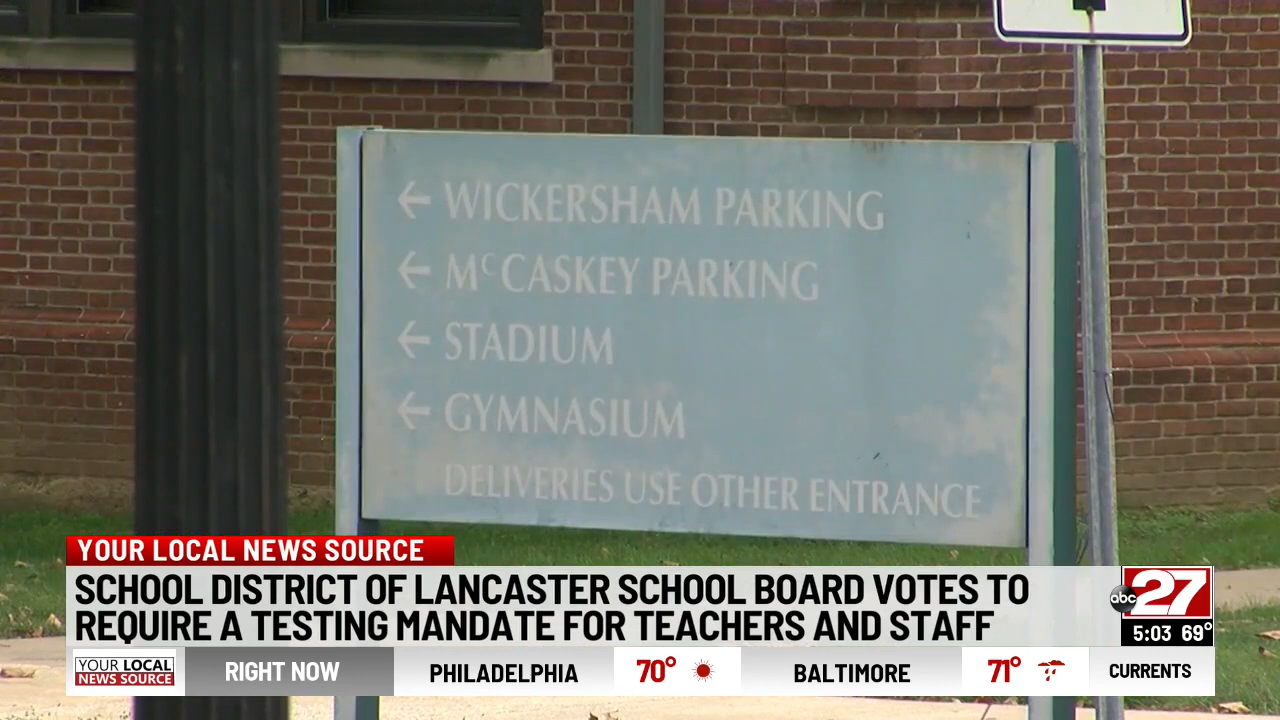 ← WICKERSHAM PARKING
← McCASKEY PARKING
← STADIUM
← GYMNASIUM
DELIVERIES USE OTHER ENTRANCE
YOUR LOCAL NEWS SOURCE
SCHOOL DISTRICT OF LANCASTER SCHOOL BOARD VOTES TO
REQUIRE A TESTING MANDATE FOR TEACHERS AND STAFF
abc 27
5:03 69°
YOUR LOCAL
NEWS SOURCE
RIGHT NOW PHILADELPHIA 70° BALTIMORE 71° CURRENTS